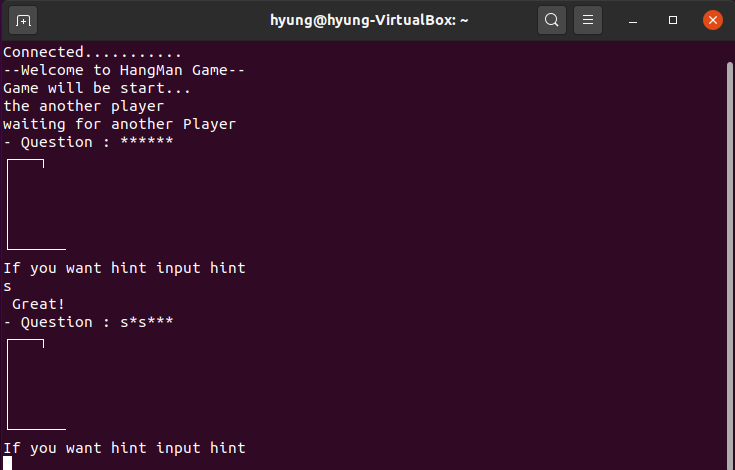 hyung@hyung-VirtualBox: ~
Connected...........
--Welcome to HangMan Game--
Game will be start...
the another player
waiting for another Player
- Question : ******
If you want hint input hint
s
 Great!
- Question : s*s***
If you want hint input hint